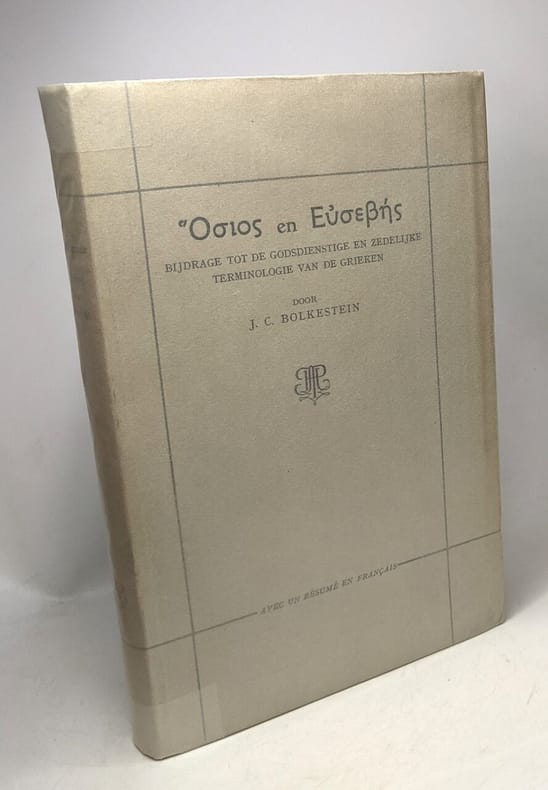 Ὅσιος en Εὐσεβής
BIJDRAGE TOT DE GODSDIENSTIGE EN ZEDELIJKE
TERMINOLOGIE VAN DE GRIEKEN
DOOR
J. C. BOLKESTEIN
AVEC UN RÉSUMÉ EN FRANÇAIS